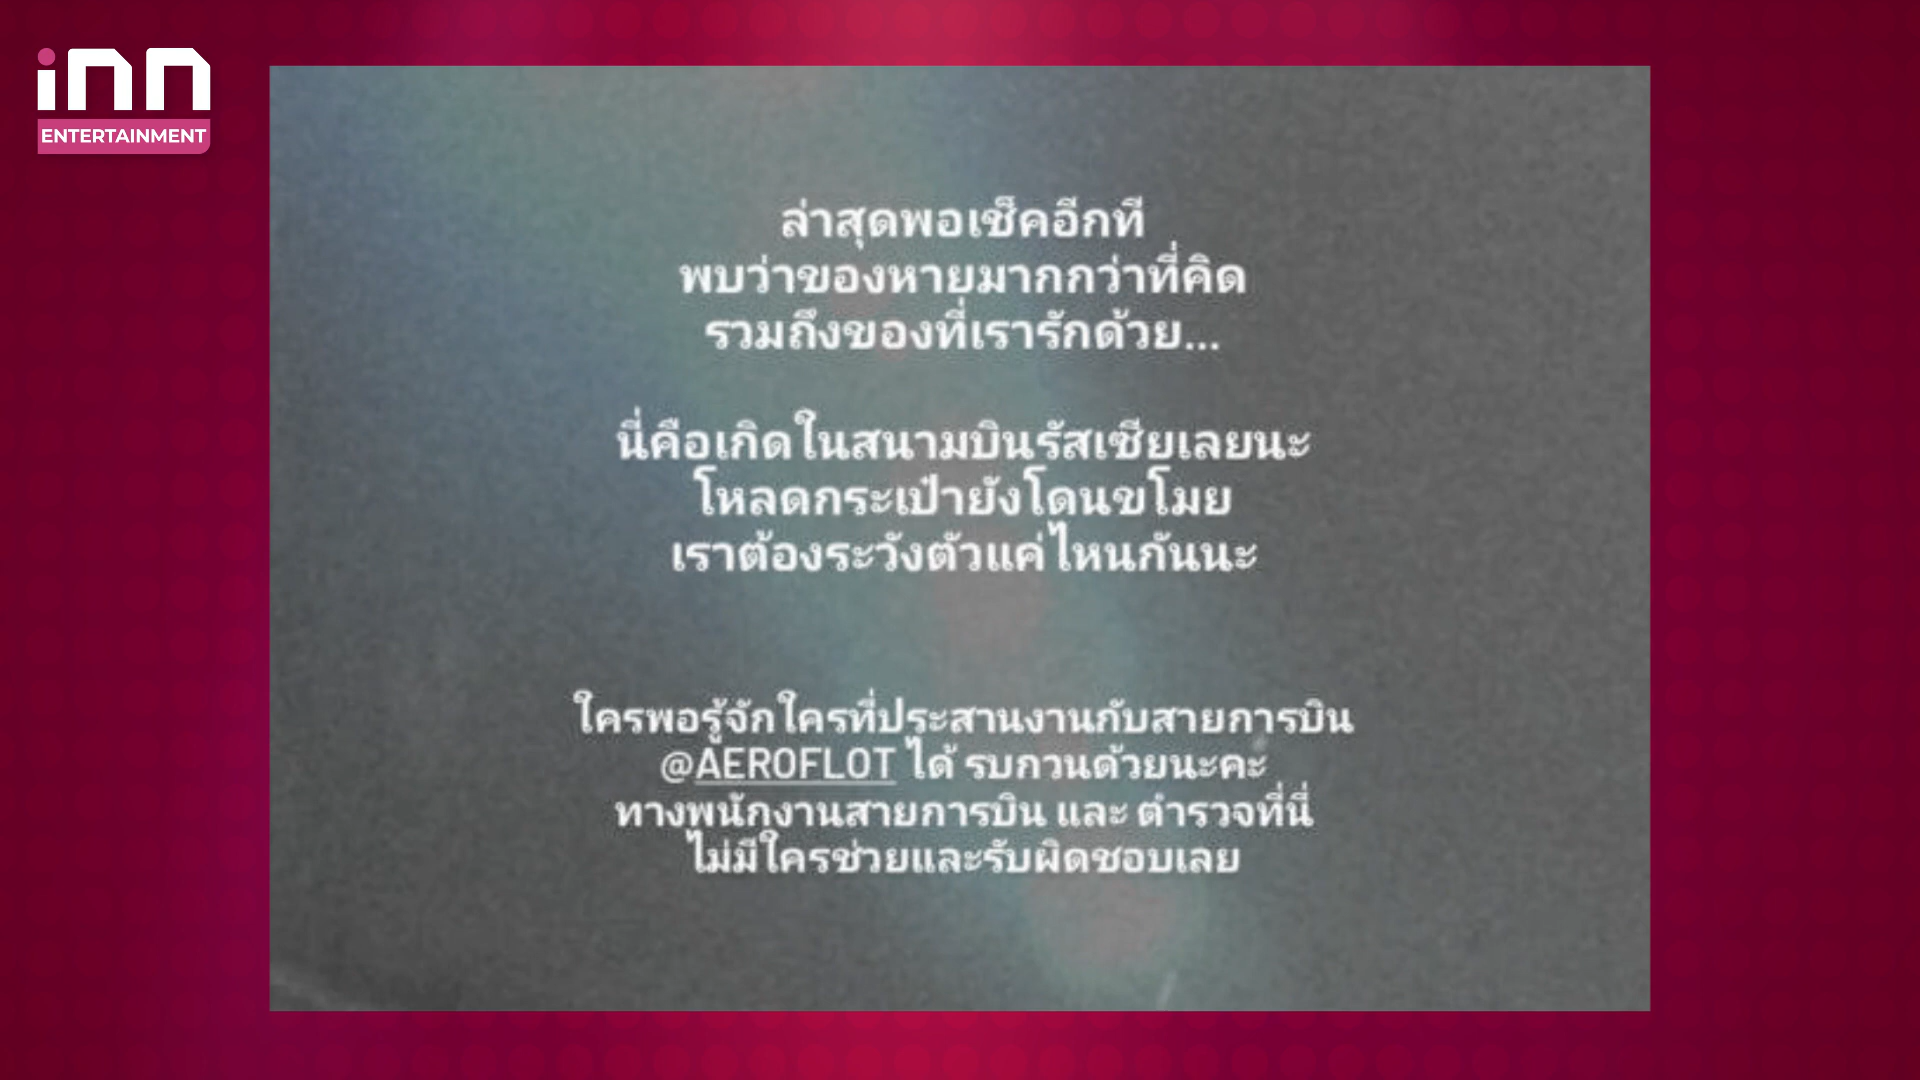 inn
ENTERTAINMENT
ล่าสุดพอเช็คอีกที
พบว่าของหายมากกว่าที่คิด
รวมถึงของที่เรารักด้วย...
นี่คือเกิดในสนามบินรัสเซียเลยนะ
โหลดกระเป๋ายังโดนขโมย
เราต้องระวังตัวแค่ไหนกันนะ
ใครพอรู้จักใครที่ประสานงานกับสายการบิน
@AEROFLOT ได้ รบกวนด้วยนะคะ
ทางพนักงานสายการบิน และ ตำรวจที่นี่
ไม่มีใครช่วยและรับผิดชอบเลย